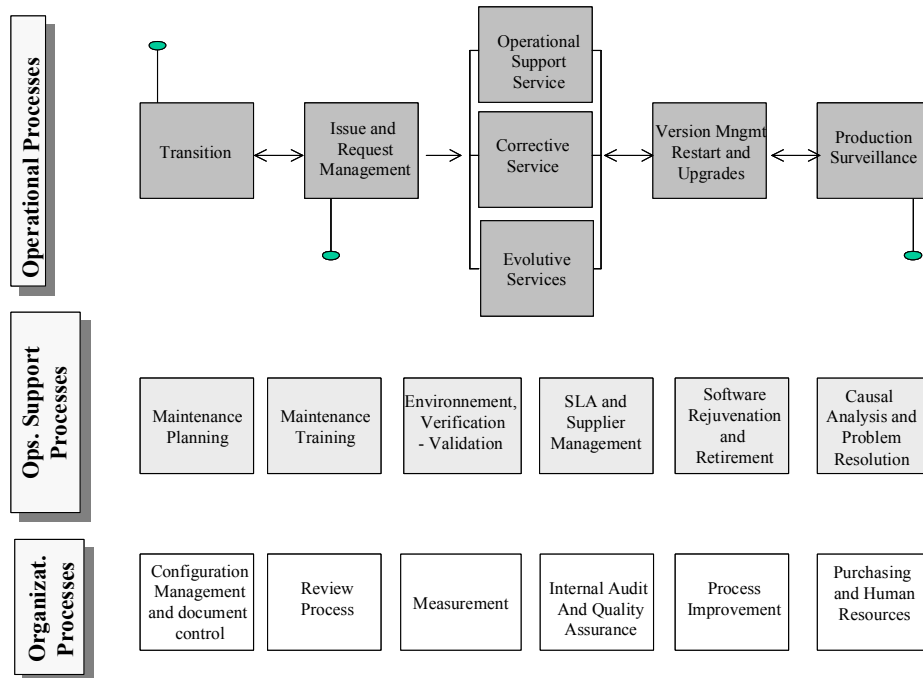 Operational Processes
Transition
Issue and
Request
Management
Operational
Support
Service
Corrective
Service
Evolutive
Services
Version Mngmt
Restart and
Upgrades
Production
Surveillance
Ops. Support
Processes
Maintenance
Planning
Maintenance
Training
Environnement,
Verification
- Validation
SLA and
Supplier
Management
Software
Rejuvenation
and
Retirement
Causal
Analysis and
Problem
Resolution
Organizat.
Processes
Configuration
Management
and document
control
Review
Process
Measurement
Internal Audit
And Quality
Assurance
Process
Improvement
Purchasing
and Human
Resources